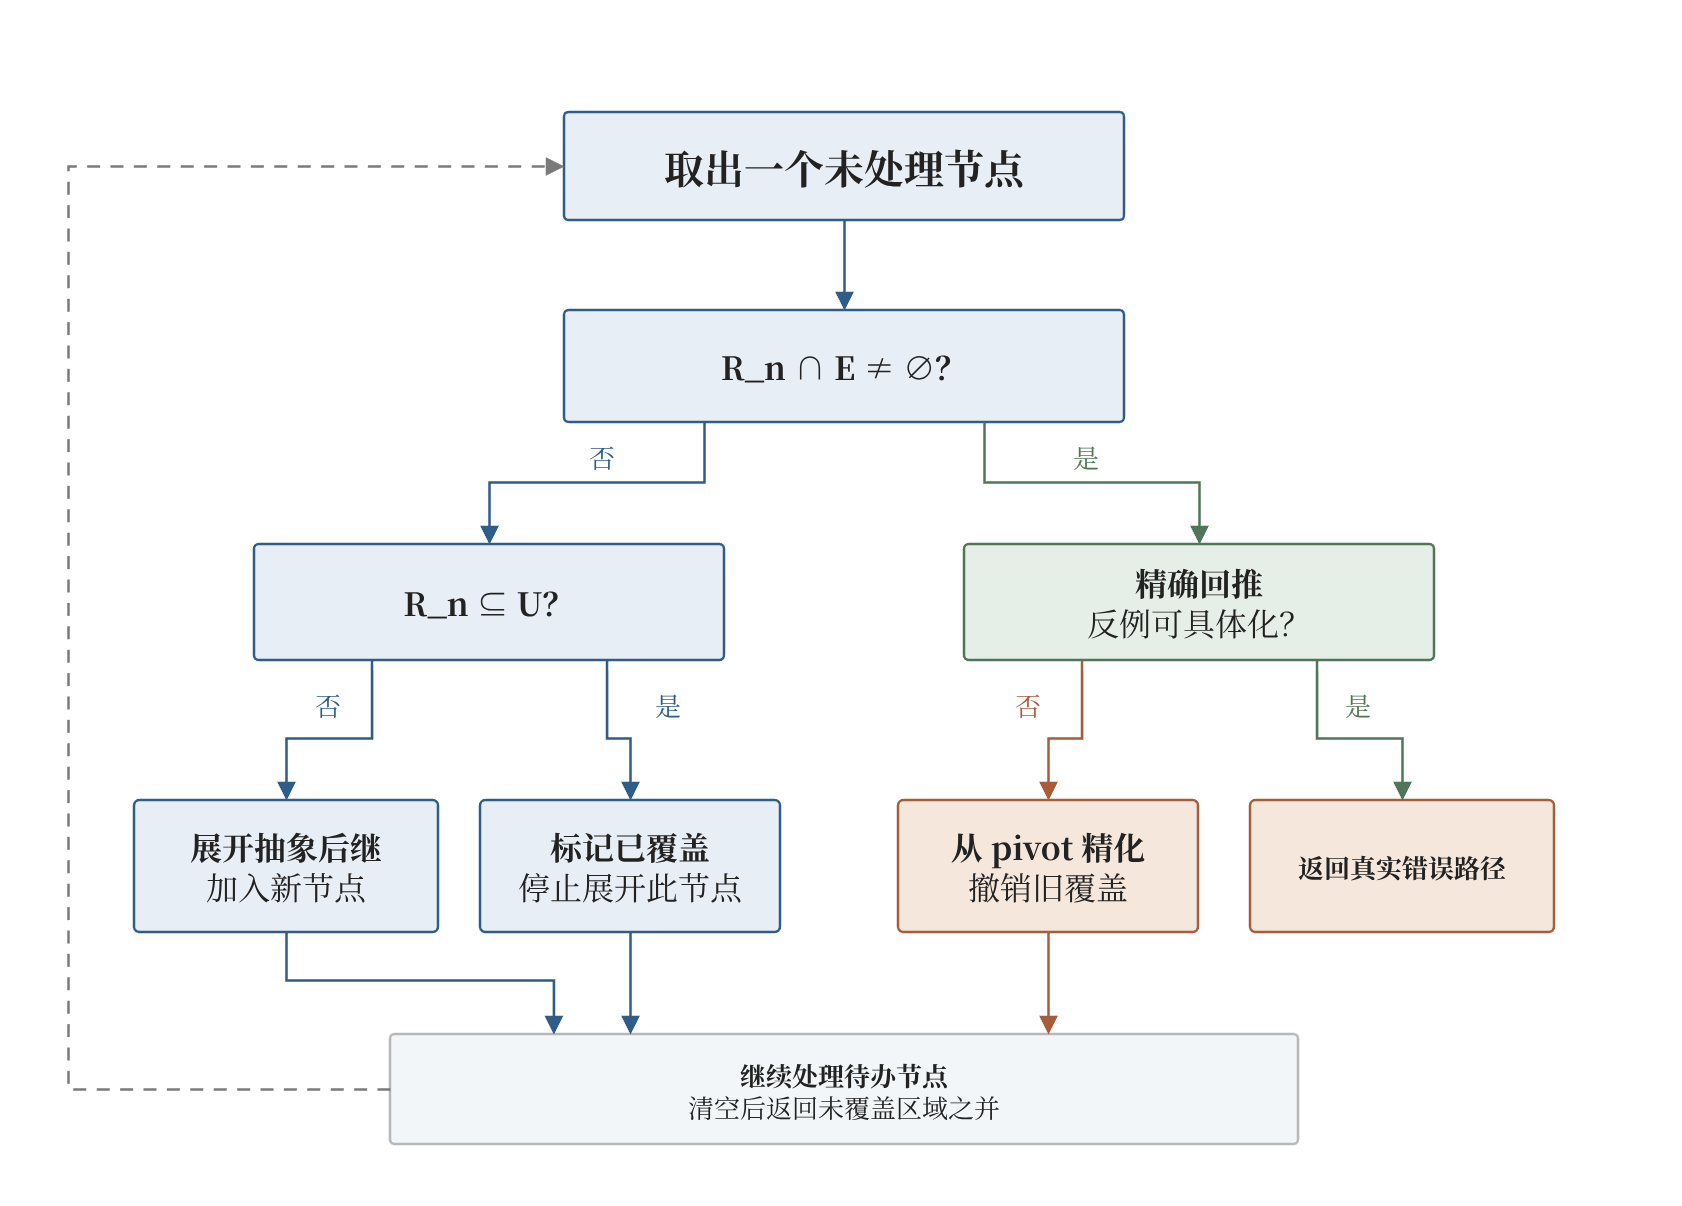 取出一个未处理节点
R_n ∩ E ≠ ∅?
否
是
R_n ⊆ U?
精确回推
反例可具体化？
否
是
否
是
展开抽象后继
加入新节点
标记已覆盖
停止展开此节点
从 pivot 精化
撤销旧覆盖
返回真实错误路径
继续处理待办节点
清空后返回未覆盖区域之并